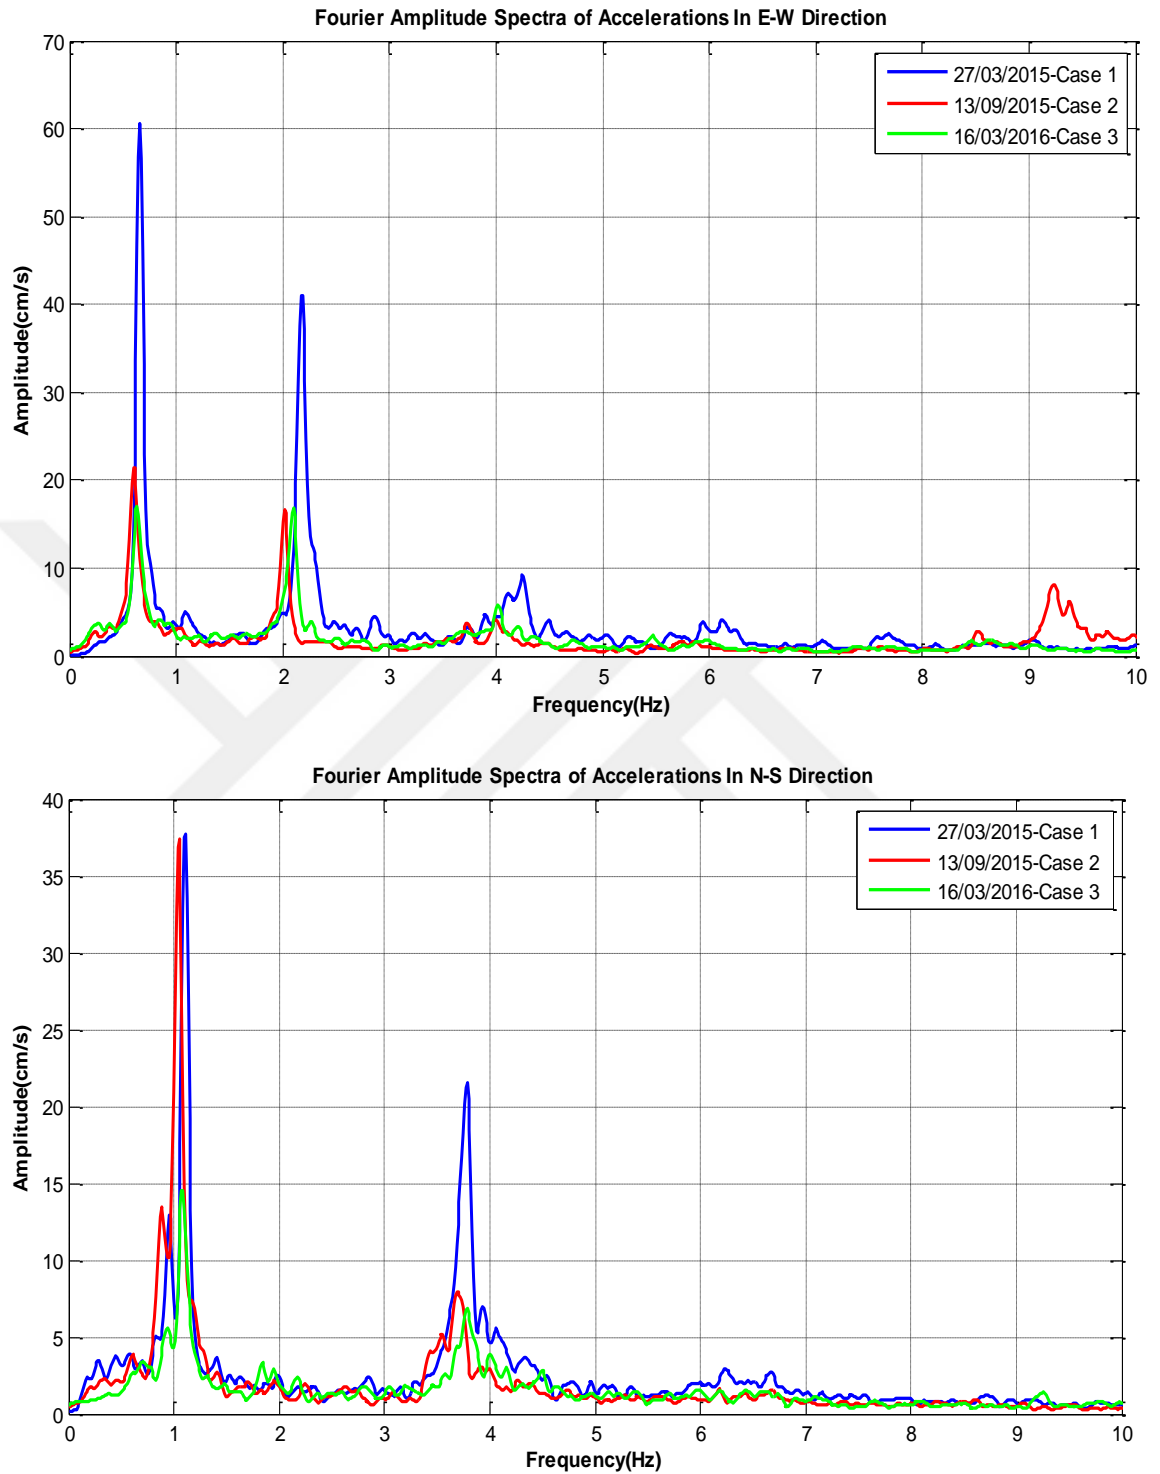 Fourier Amplitude Spectra of Accelerations In E-W Direction
70
60
50
40
30
20
10
0
Amplitude(cm/s)
27/03/2015-Case 1
13/09/2015-Case 2
16/03/2016-Case 3
0 1 2 3 4 5 6 7 8 9 10
Frequency(Hz)
Fourier Amplitude Spectra of Accelerations In N-S Direction
40
35
30
25
20
15
10
5
0
Amplitude(cm/s)
27/03/2015-Case 1
13/09/2015-Case 2
16/03/2016-Case 3
0 1 2 3 4 5 6 7 8 9 10
Frequency(Hz)